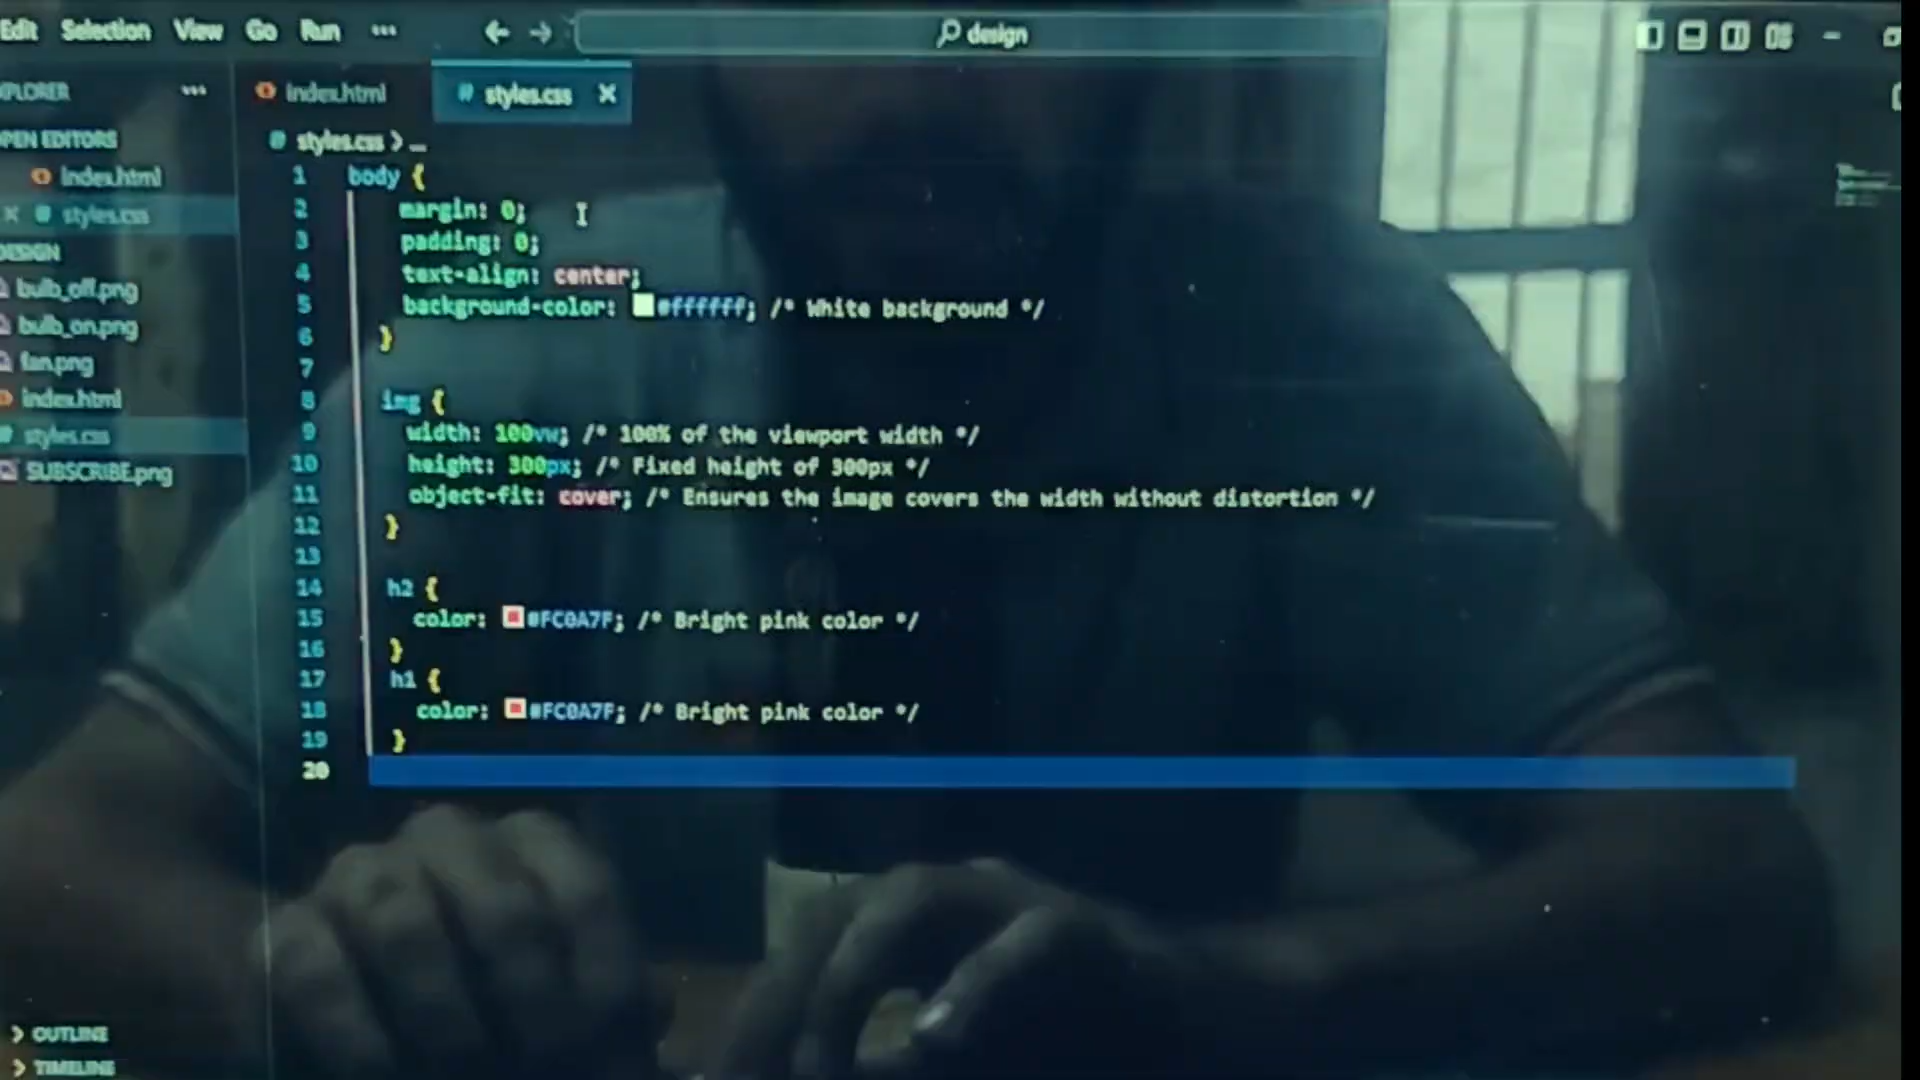 Edit Selection View Go Run ... design
EXPLORER ...
OPEN EDITORS
index.html
styles.css
DESIGN
bulb_off.png
bulb_on.png
fan.png
index.html
styles.css
SUBSCRIBE.png
OUTLINE
TIMELINE
index.html # styles.css
# styles.css > ...
1 body {
2 margin: 0;
3 padding: 0;
4 text-align: center;
5 background-color: #ffffff; /* White background */
6 }
7
8 img {
9 width: 100vw; /* 100% of the viewport width */
10 height: 300px; /* Fixed height of 300px */
11 object-fit: cover; /* Ensures the image covers the width without distortion */
12 }
13
14 h2 {
15 color: #FC0A7F; /* Bright pink color */
16 }
17 h1 {
18 color: #FC0A7F; /* Bright pink color */
19 }
20